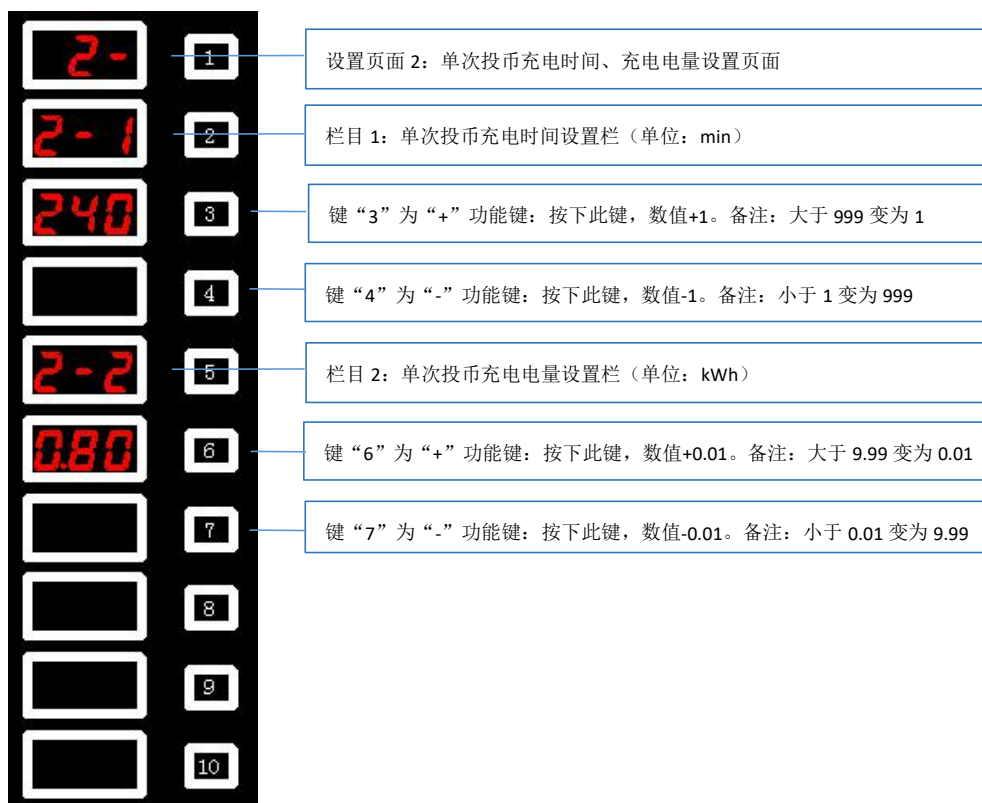 2- 1 设置页面 2：单次投币充电时间、充电电量设置页面
2-1 2 栏目 1：单次投币充电时间设置栏（单位：min）
240 3 键“3”为“+”功能键：按下此键，数值+1。备注：大于 999 变为 1
4 键“4”为“-”功能键：按下此键，数值-1。备注：小于 1 变为 999
2-2 5 栏目 2：单次投币充电电量设置栏（单位：kWh）
0.80 6 键“6”为“+”功能键：按下此键，数值+0.01。备注：大于 9.99 变为 0.01
7 键“7”为“-”功能键：按下此键，数值-0.01。备注：小于 0.01 变为 9.99
8
9
10